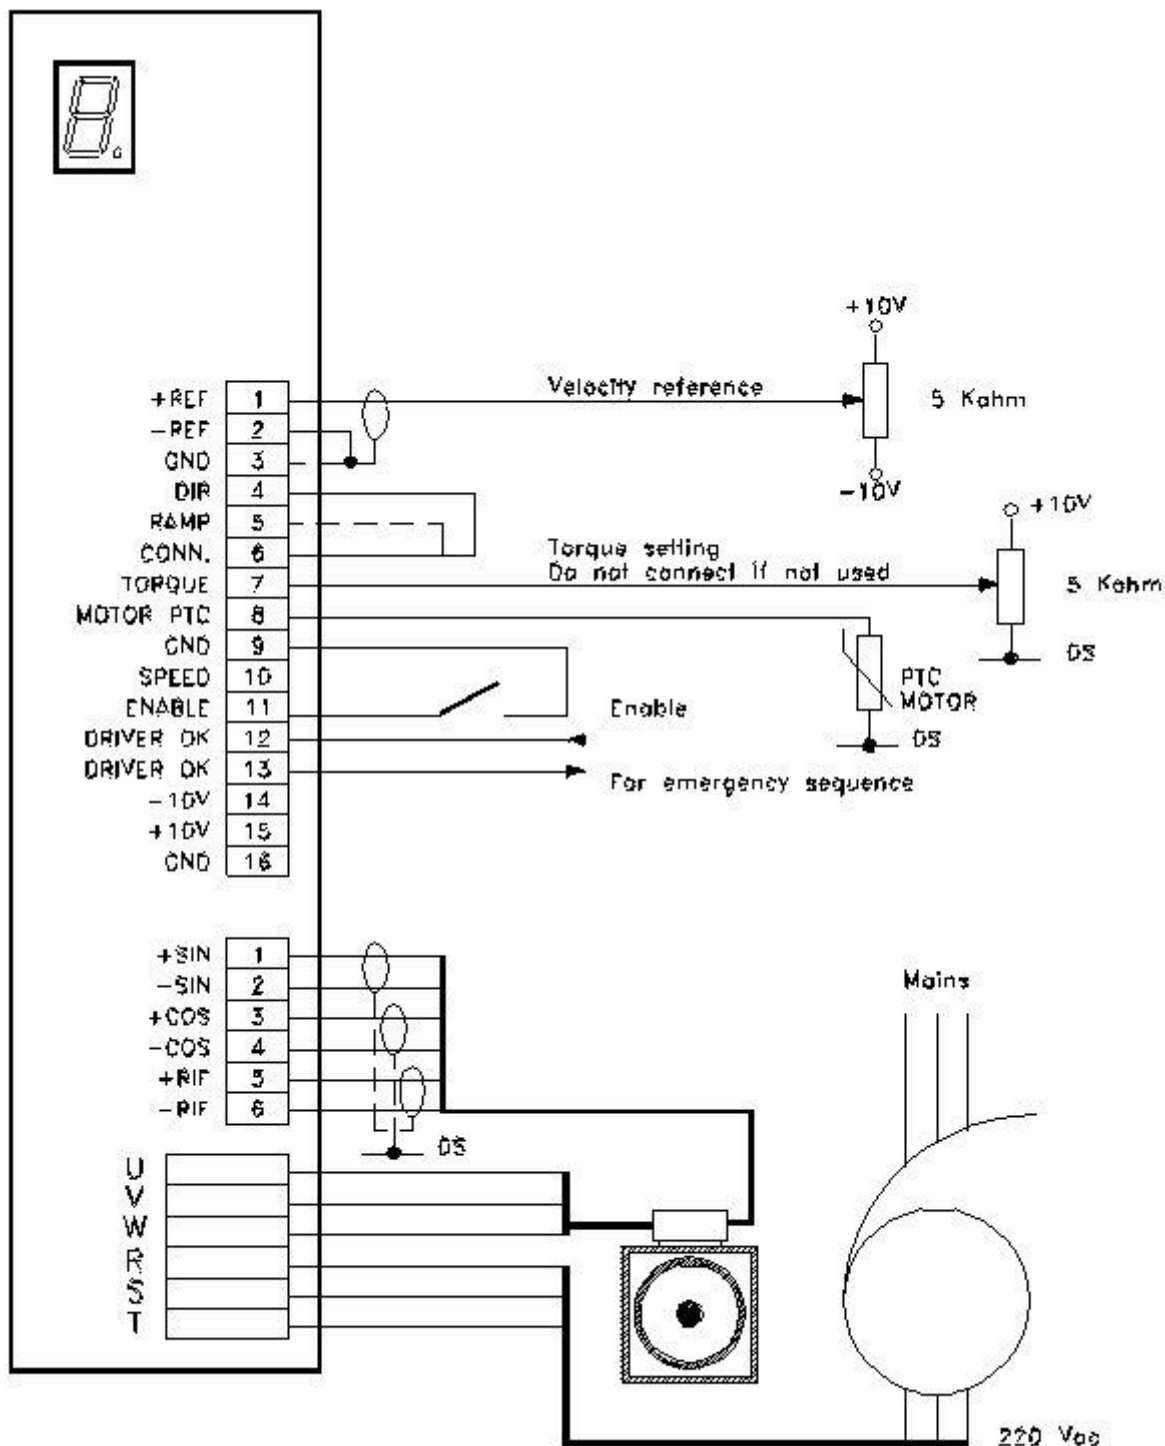 +10V
+REF 1 Velocity reference 5 Kohm
-REF 2
GND 3
DIR 4 -10V
RAMP 5 +10V
CONN. 6 Torque setting
Do not connect if not used
TORQUE 7 5 Kohm
MOTOR PTC 8
GND 9 0S
SPEED 10 PTC
ENABLE 11 Enable MOTOR
DRIVER OK 12 0S
DRIVER OK 13 For emergency sequence
-10V 14
+10V 15
GND 16
+SIN 1
-SIN 2 Mains
+COS 3
-COS 4
+RIF 5
-RIF 6
0S
U
V
W
R
S
T
220 Vac